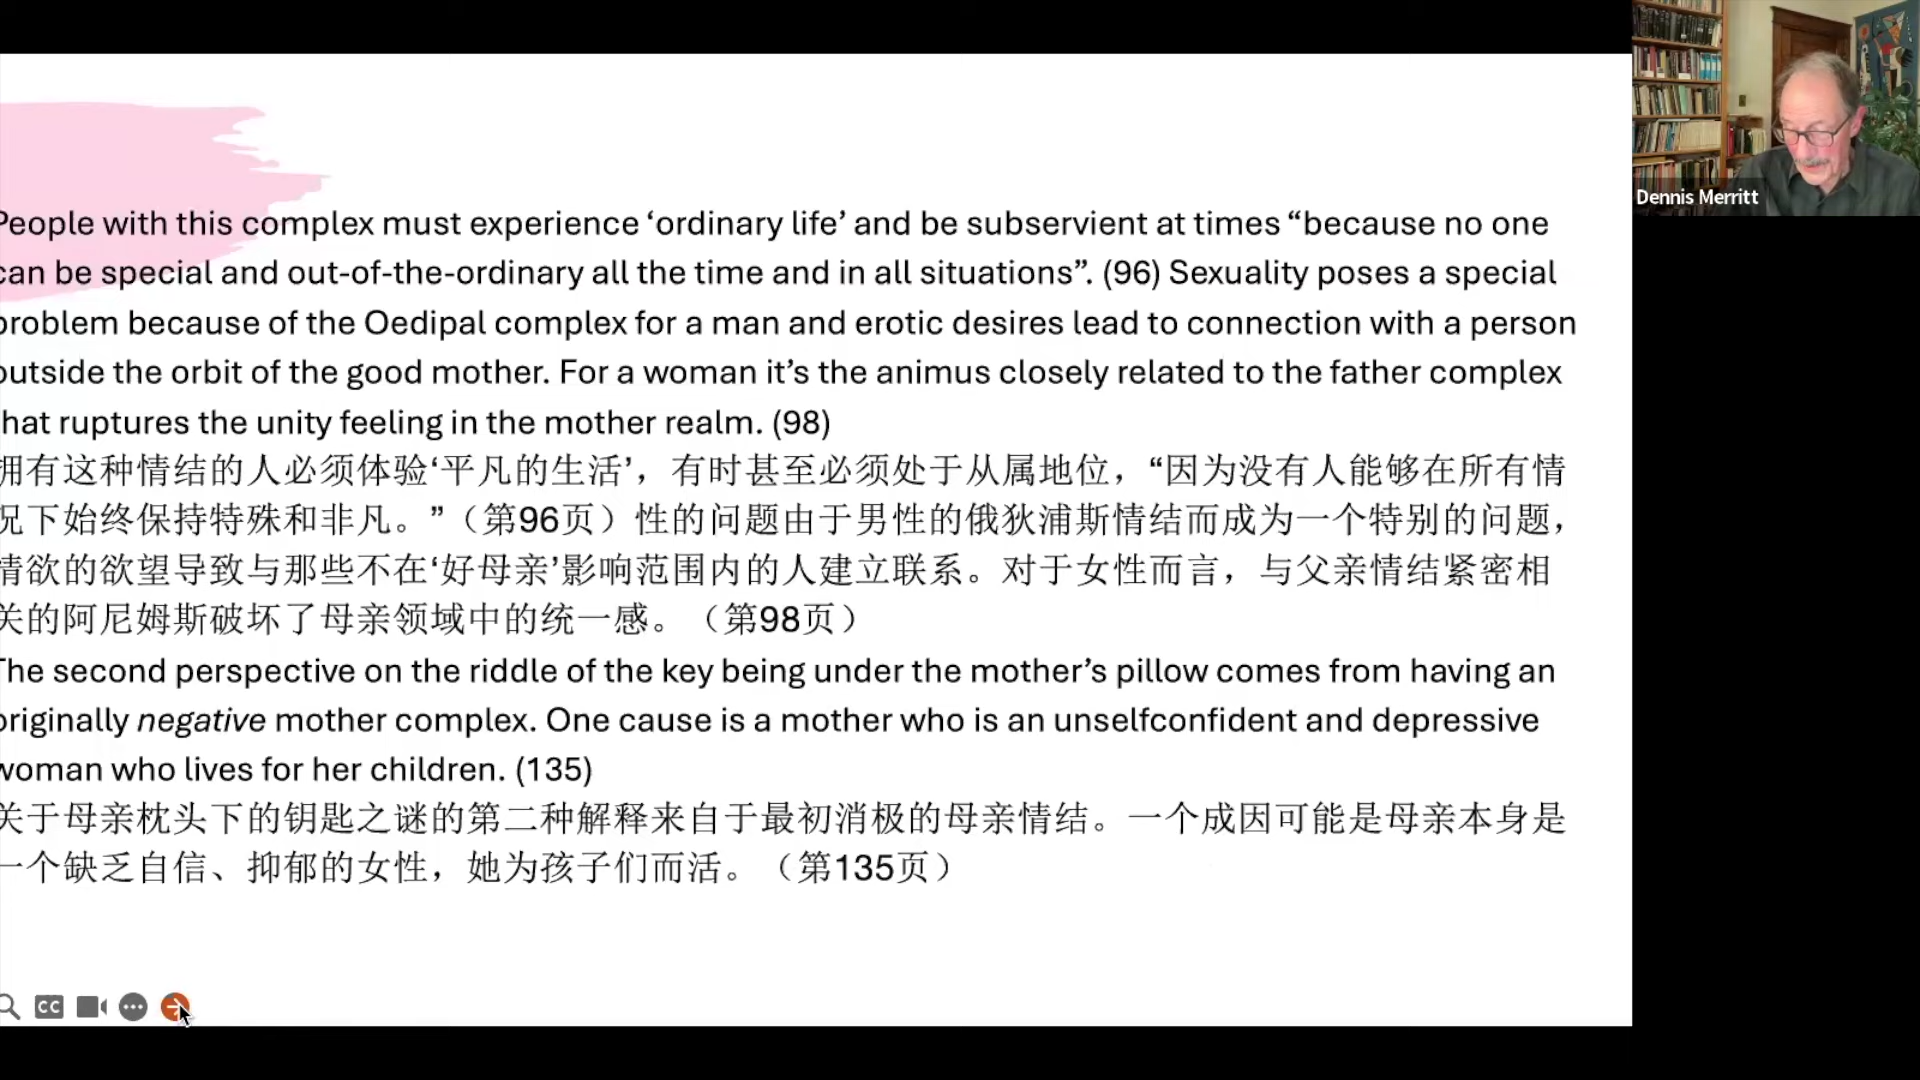 People with this complex must experience ‘ordinary life’ and be subservient at times “because no one
can be special and out-of-the-ordinary all the time and in all situations”. (96) Sexuality poses a special
problem because of the Oedipal complex for a man and erotic desires lead to connection with a person
outside the orbit of the good mother. For a woman it’s the animus closely related to the father complex
that ruptures the unity feeling in the mother realm. (98)
拥有这种情结的人必须体验‘平凡的生活’，有时甚至必须处于从属地位，“因为没有人能够在所有情
况下始终保持特殊和非凡。”（第96页）性的问题由于男性的俄狄浦斯情结而成为一个特别的问题，
情欲的欲望导致与那些不在‘好母亲’影响范围内的人建立联系。对于女性而言，与父亲情结紧密相
关的阿尼姆斯破坏了母亲领域中的统一感。（第98页）
The second perspective on the riddle of the key being under the mother’s pillow comes from having an
originally negative mother complex. One cause is a mother who is an unselfconfident and depressive
woman who lives for her children. (135)
关于母亲枕头下的钥匙之谜的第二种解释来自于最初消极的母亲情结。一个成因可能是母亲本身是
一个缺乏自信、抑郁的女性，她为孩子们而活。（第135页）
CC
Dennis Merritt